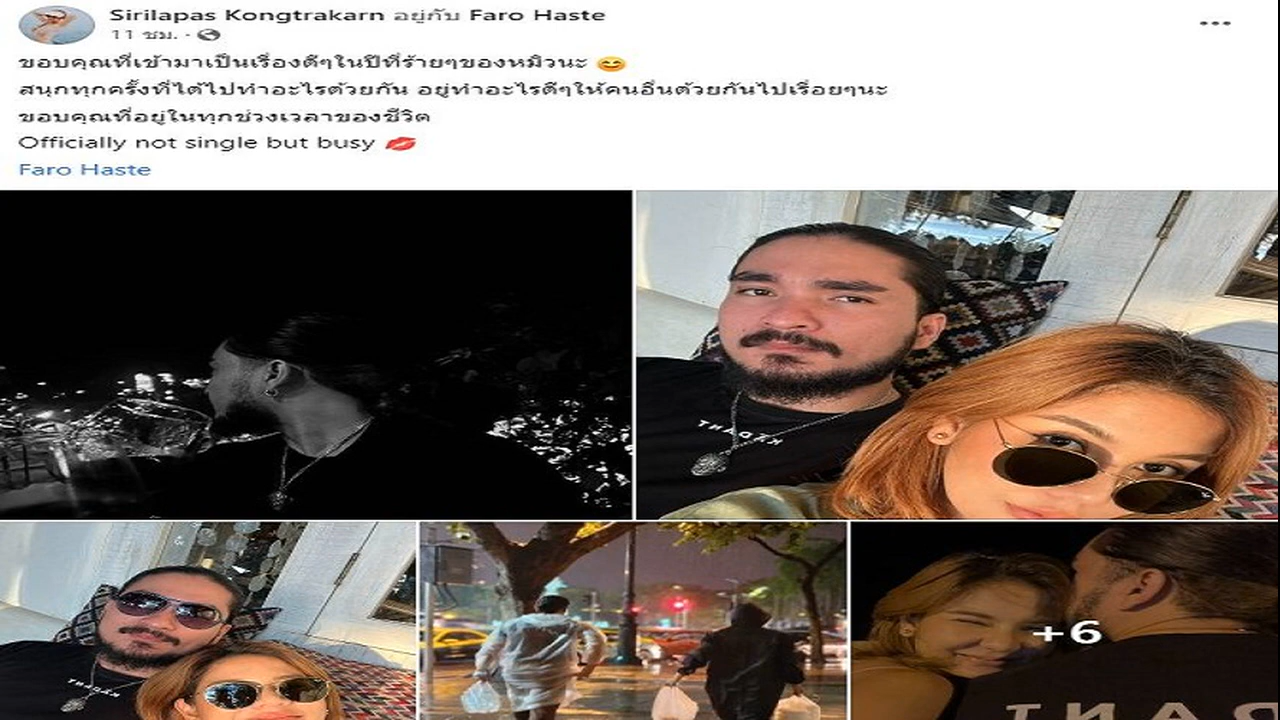 Sirilapas Kongtrakarn อยู่กับ Faro Haste
11 ชม. ·
ขอบคุณที่เข้ามาเป็นเรื่องดีๆในปีที่ร้ายๆของหมิวนะ 😊
สนุกทุกครั้งที่ได้ไปทำอะไรด้วยกัน อยู่ทำอะไรดีๆให้คนอื่นด้วยกันไปเรื่อยๆนะ
ขอบคุณที่อยู่ในทุกช่วงเวลาของชีวิต
Officially not single but busy 💋
Faro Haste
KEDANT
KEDANT
+6